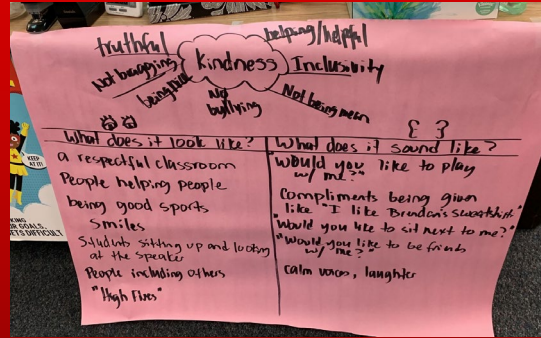 truthful
helping/helpful
kindness
Inclusivity
Not bragging
being nice
No
bullying
Not being mean
What does it look like?
a respectful classroom
People helping people
being good sports
Smiles
Students sitting up and looking
at the speaker
People including others
"High Fives"
What does it sound like?
Would you like to play
w/ me?"
Compliments being given
like "I like Brendan's sweatshirt"
"Would you like to sit next to me?"
"Would you like to be friends
w/ me?"
calm voices, laughter
KEEP
AT IT!
GOALS,
DIFFICULT